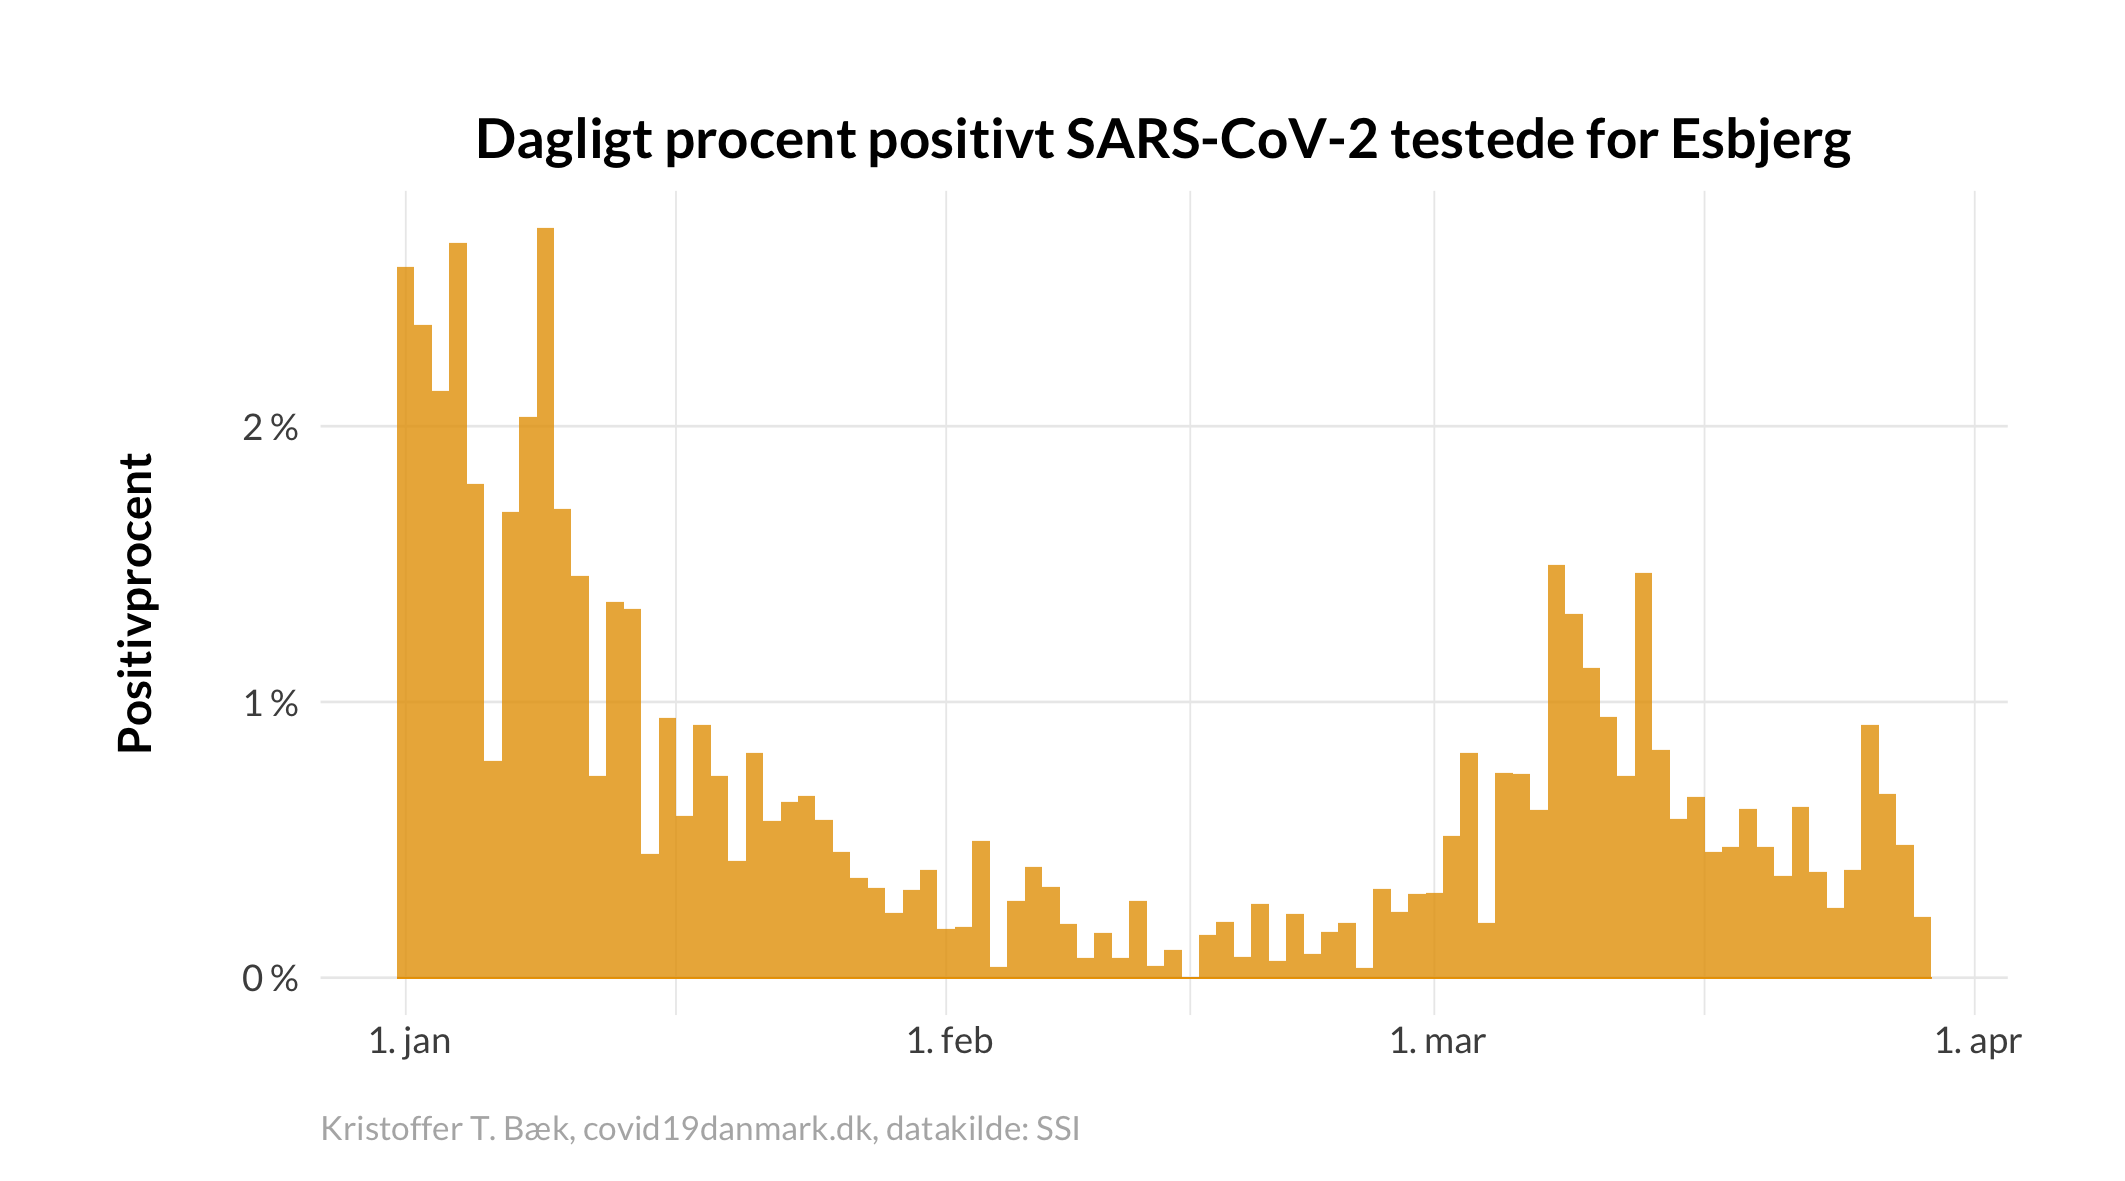 Dagligt procent positivt SARS-CoV-2 testede for Esbjerg
Positivprocent
2 %
1 %
0 %
1. jan
1. feb
1. mar
1. apr
Kristoffer T. Bæk, covid19danmark.dk, datakilde: SSI